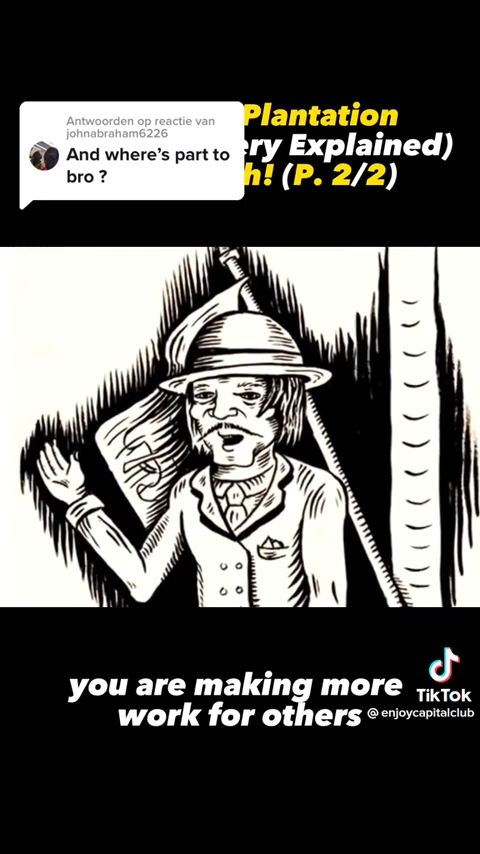 Antwoorden op reactie van
johnabraham6226
And where's part to
bro ?
Plantation
ery Explained)
h! (P. 2/2)
you are making more
work for others
TikTok
@enjoycapitalclub